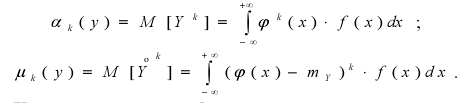 α_k(y) = M[Y^k] = ∫_{-∞}^{+∞} φ^k(x) · f(x)dx ;
μ_k(y) = M[Y̊^k] = ∫_{-∞}^{+∞} (φ(x) − m_Y)^k · f(x)dx .